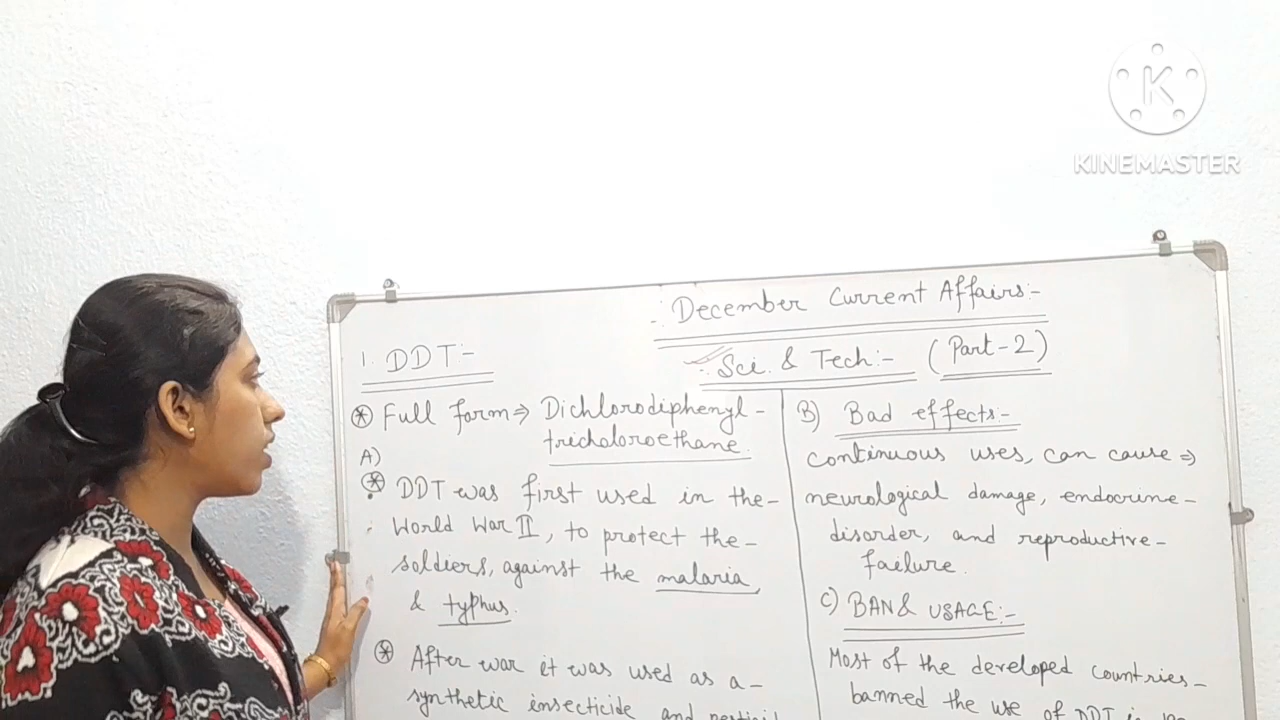 K
KINEMASTER
December Current Affairs:-
Sci. & Tech:- (Part-2)
1. DDT:-
Full form ⇒ Dichlorodiphenyl-
tricholoroethane
A)
DDT was first used in the-
World War II, to protect the-
soldiers, against the malaria
& typhus.
After war it was used as a-
synthetic insecticide and
B) Bad effects:-
continuous uses, can cause ⇒
neurological damage, endocrine-
disorder, and reproductive-
failure.
C) BAN & USAGE:-
Most of the developed countries-
banned the use of DDT in